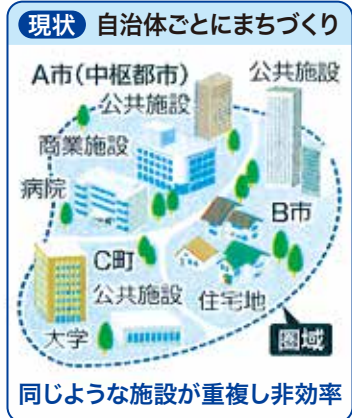 現状 自治体ごとにまちづくり
A市(中枢都市)
公共施設
公共施設
商業施設
病院
B市
C町
公共施設
住宅地
大学
圏域
同じような施設が重複し非効率